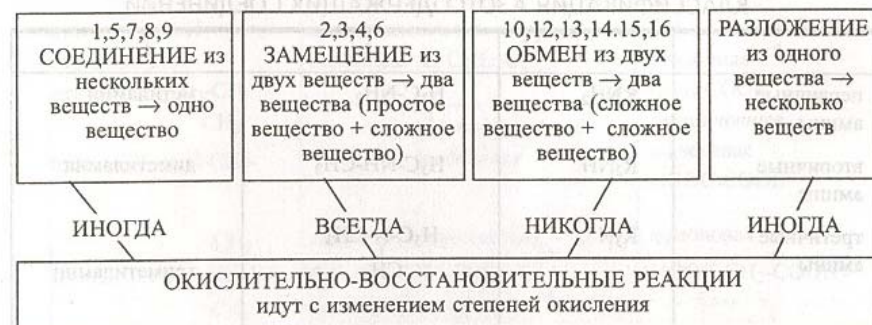 1,5,7,8,9
СОЕДИНЕНИЕ из
нескольких
веществ → одно
вещество
2,3,4,6
ЗАМЕЩЕНИЕ из
двух веществ → два
вещества (простое
вещество + сложное
вещество)
10,12,13,14.15,16
ОБМЕН из двух
веществ → два
вещества (сложное
вещество + сложное
вещество)
РАЗЛОЖЕНИЕ
из одного
вещества →
несколько
веществ
ИНОГДА
ВСЕГДА
НИКОГДА
ИНОГДА
ОКИСЛИТЕЛЬНО-ВОССТАНОВИТЕЛЬНЫЕ РЕАКЦИИ
идут с изменением степеней окисления